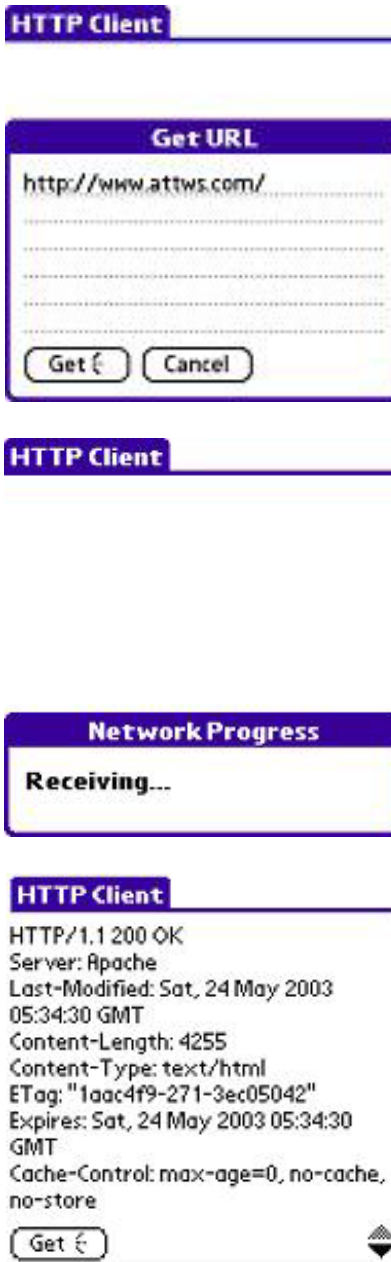 HTTP Client
Get URL
http://www.attws.com/
Get Cancel
HTTP Client
Network Progress
Receiving...
HTTP Client
HTTP/1.1 200 OK
Server: Apache
Last-Modified: Sat, 24 May 2003
05:34:30 GMT
Content-Length: 4255
Content-Type: text/html
ETag: "1aac4f9-271-3ec05042"
Expires: Sat, 24 May 2003 05:34:30
GMT
Cache-Control: max-age=0, no-cache,
no-store
Get